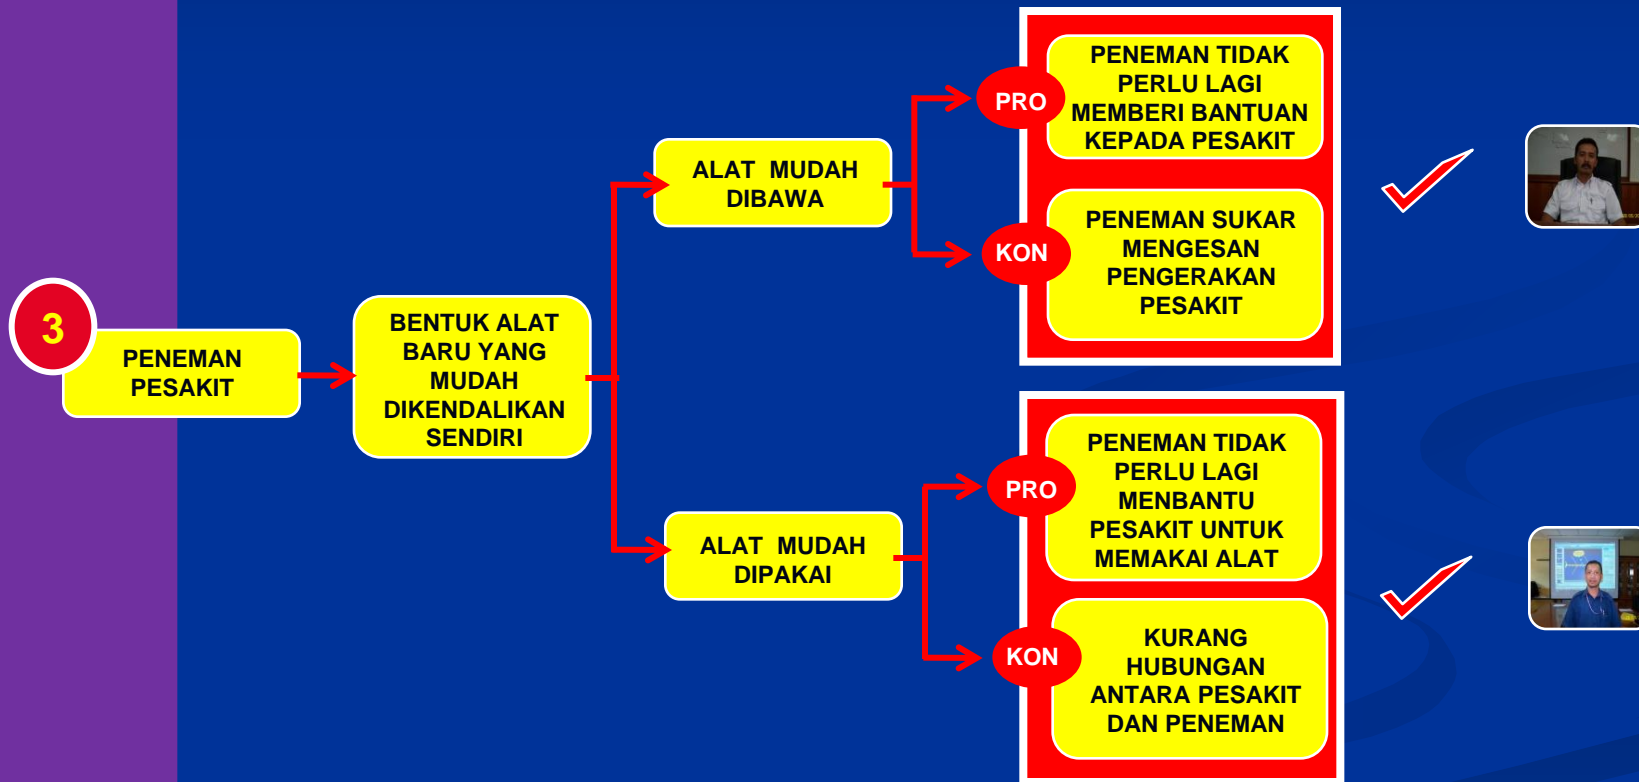 3
PENEMAN
PESAKIT
BENTUK ALAT
BARU YANG
MUDAH
DIKENDALIKAN
SENDIRI
ALAT MUDAH
DIBAWA
PRO
PENEMAN TIDAK
PERLU LAGI
MEMBERI BANTUAN
KEPADA PESAKIT
KON
PENEMAN SUKAR
MENGESAN
PENGERAKAN
PESAKIT
ALAT MUDAH
DIPAKAI
PRO
PENEMAN TIDAK
PERLU LAGI
MENBANTU
PESAKIT UNTUK
MEMAKAI ALAT
KON
KURANG
HUBUNGAN
ANTARA PESAKIT
DAN PENEMAN